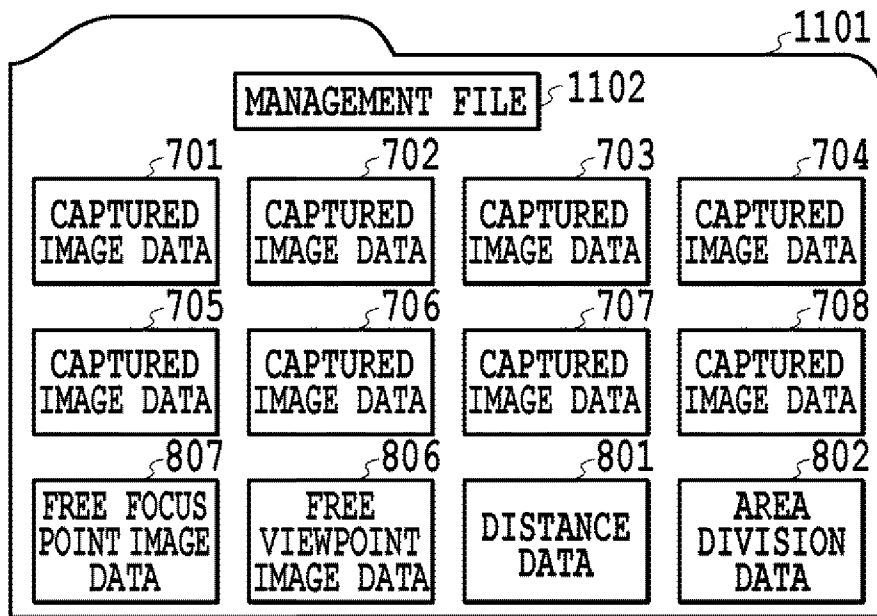 1101
MANAGEMENT FILE
1102
701
702
703
704
CAPTURED
IMAGE DATA
CAPTURED
IMAGE DATA
CAPTURED
IMAGE DATA
CAPTURED
IMAGE DATA
705
706
707
708
CAPTURED
IMAGE DATA
CAPTURED
IMAGE DATA
CAPTURED
IMAGE DATA
CAPTURED
IMAGE DATA
807
806
801
802
FREE FOCUS
POINT IMAGE
DATA
FREE
VIEWPOINT
IMAGE DATA
DISTANCE
DATA
AREA
DIVISION
DATA